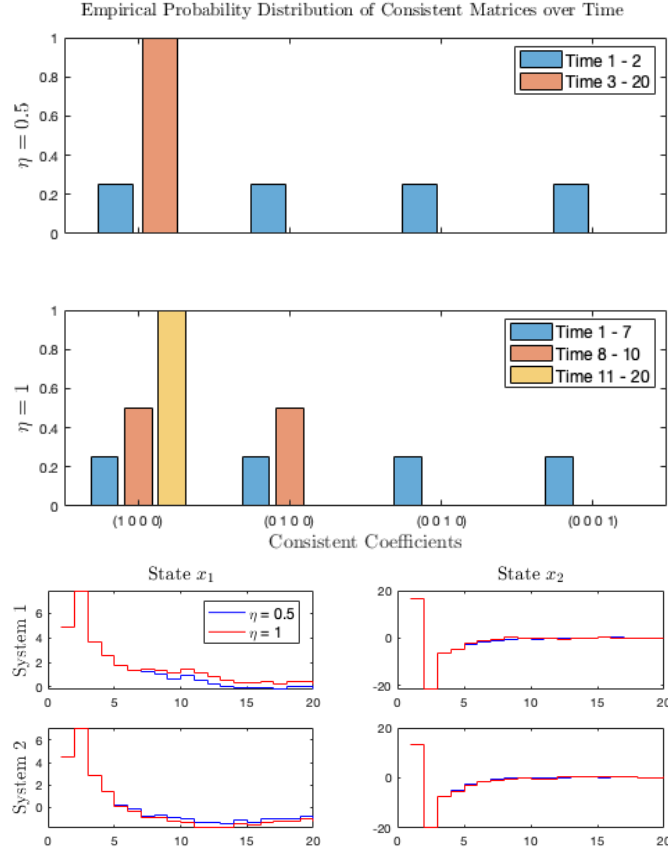 Empirical Probability Distribution of Consistent Matrices over Time
1
0.8
0.6
0.4
0.2
0
η = 0.5
Time 1 - 2
Time 3 - 20
1
0.8
0.6
0.4
0.2
0
η = 1
Time 1 - 7
Time 8 - 10
Time 11 - 20
(1 0 0 0)
(0 1 0 0)
(0 0 1 0)
(0 0 0 1)
Consistent Coefficients
State x₁
State x₂
System 1
6
4
2
0
η = 0.5
η = 1
0 5 10 15 20
20
0
-20
0 5 10 15 20
System 2
6
4
2
0
0 5 10 15 20
20
0
-20
0 5 10 15 20